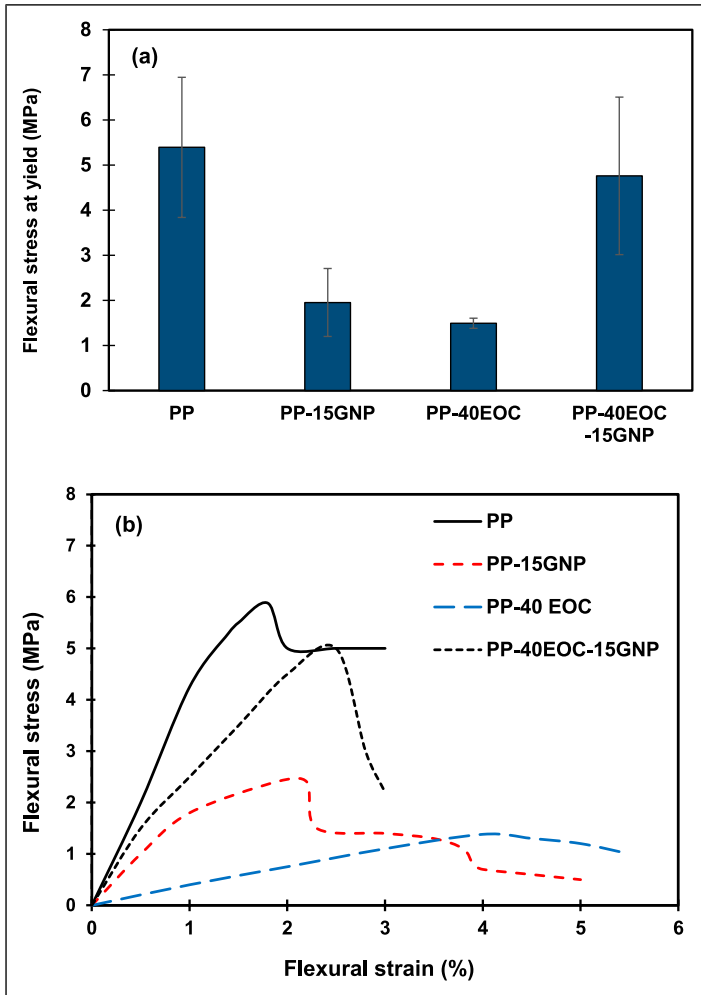 (a)
Flexural stress at yield (MPa)
8
7
6
5
4
3
2
1
0
PP
PP-15GNP
PP-40EOC
PP-40EOC
-15GNP
(b)
Flexural stress (MPa)
8
7
6
5
4
3
2
1
0
PP
PP-15GNP
PP-40 EOC
PP-40EOC-15GNP
0 1 2 3 4 5 6
Flexural strain (%)